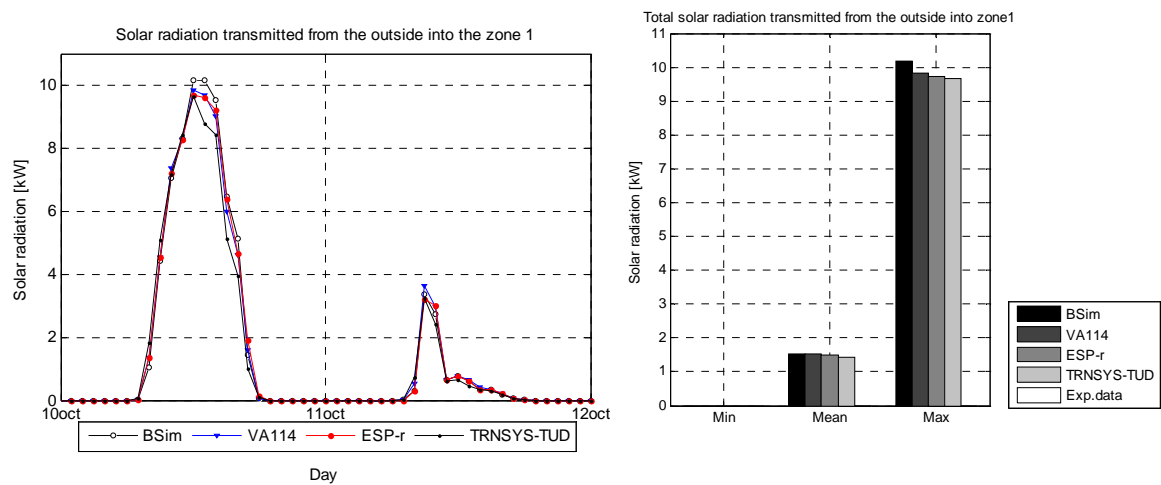 Solar radiation transmitted from the outside into the zone 1
Solar radiation [kW]
10
8
6
4
2
0
10oct
11oct
12oct
BSim
VA114
ESP-r
TRNSYS-TUD
Day
Total solar radiation transmitted from the outside into zone1
Solar radiation [kW]
11
10
9
8
7
6
5
4
3
2
1
0
Min
Mean
Max
BSim
VA114
ESP-r
TRNSYS-TUD
Exp.data